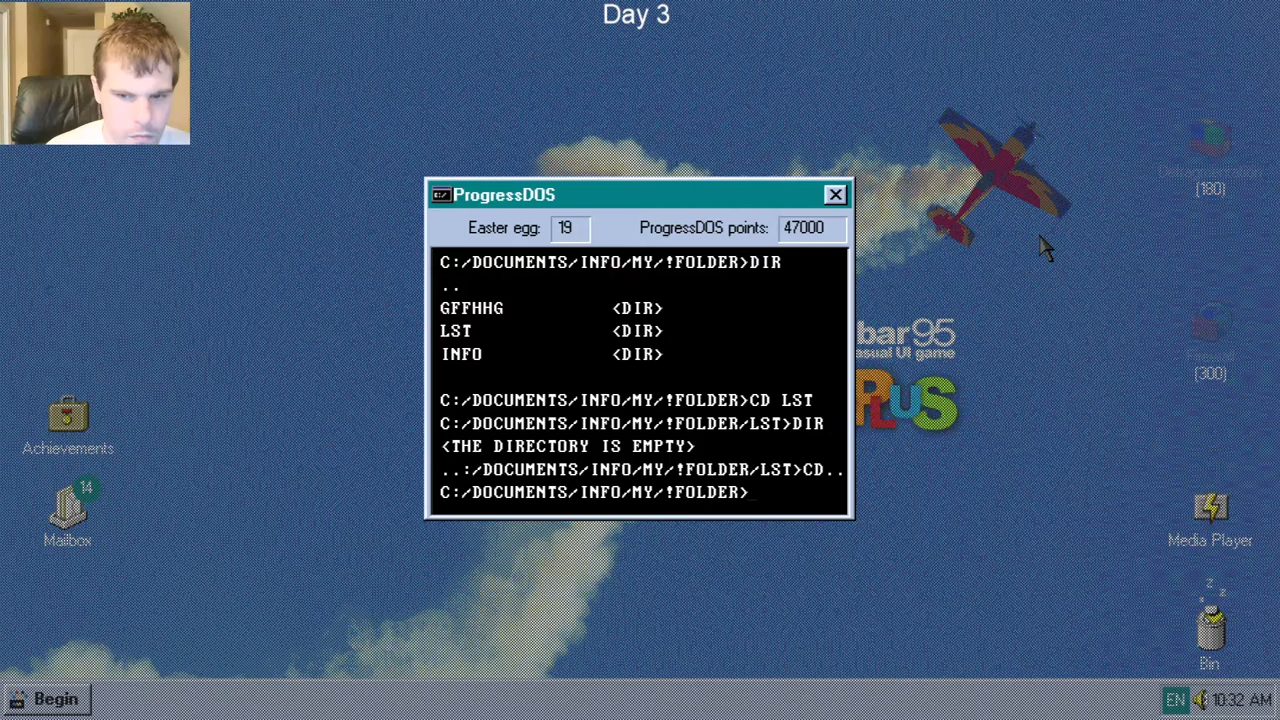 Day 3
ProgressDOS
Easter egg: 19 ProgressDOS points: 47000
C:/DOCUMENTS/INFO/MY/!FOLDER>DIR
..
GFFHHG <DIR>
LST <DIR>
INFO <DIR>
C:/DOCUMENTS/INFO/MY/!FOLDER>CD LST
C:/DOCUMENTS/INFO/MY/!FOLDER/LST>DIR
<THE DIRECTORY IS EMPTY>
..:/DOCUMENTS/INFO/MY/!FOLDER/LST>CD..
C:/DOCUMENTS/INFO/MY/!FOLDER>
(180)
bar95
asual UI game
PLUS
(300)
Achievements
14
Mailbox
Media Player
z z
Bin
Begin
EN 10:32 AM